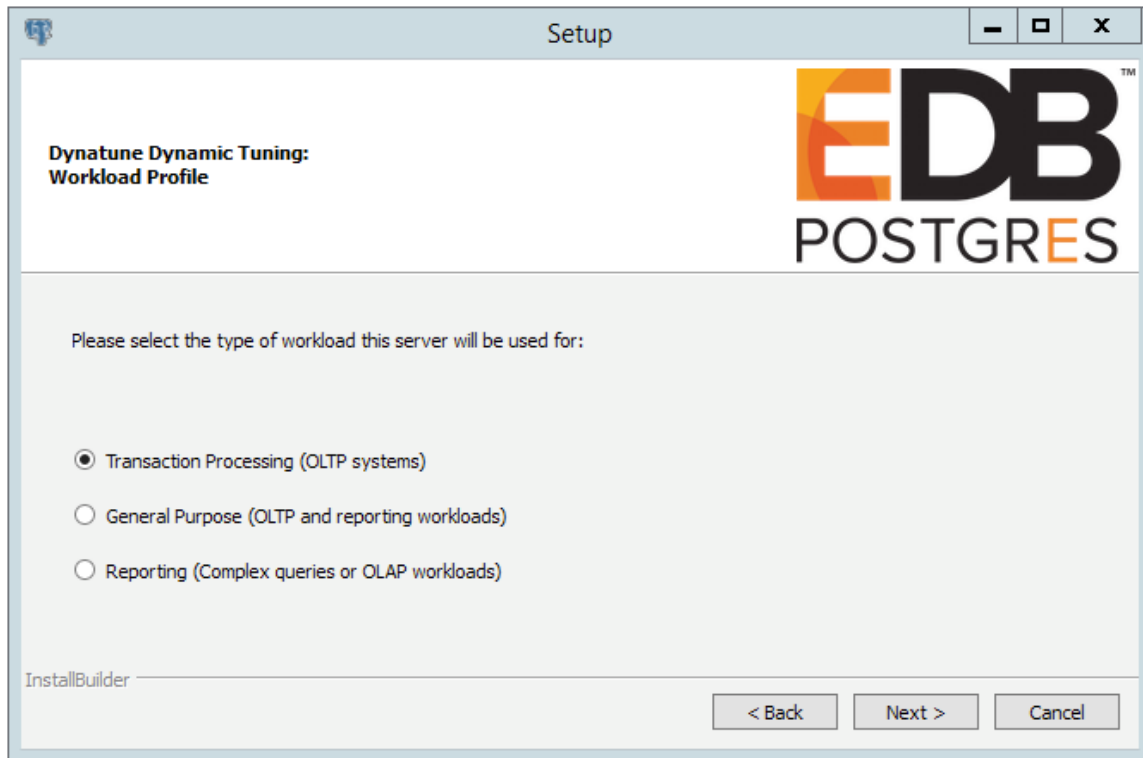 Setup
X
Dynatune Dynamic Tuning:
Workload Profile
EDB™
POSTGRES
Please select the type of workload this server will be used for:
Transaction Processing (OLTP systems)
General Purpose (OLTP and reporting workloads)
Reporting (Complex queries or OLAP workloads)
InstallBuilder
< Back Next > Cancel